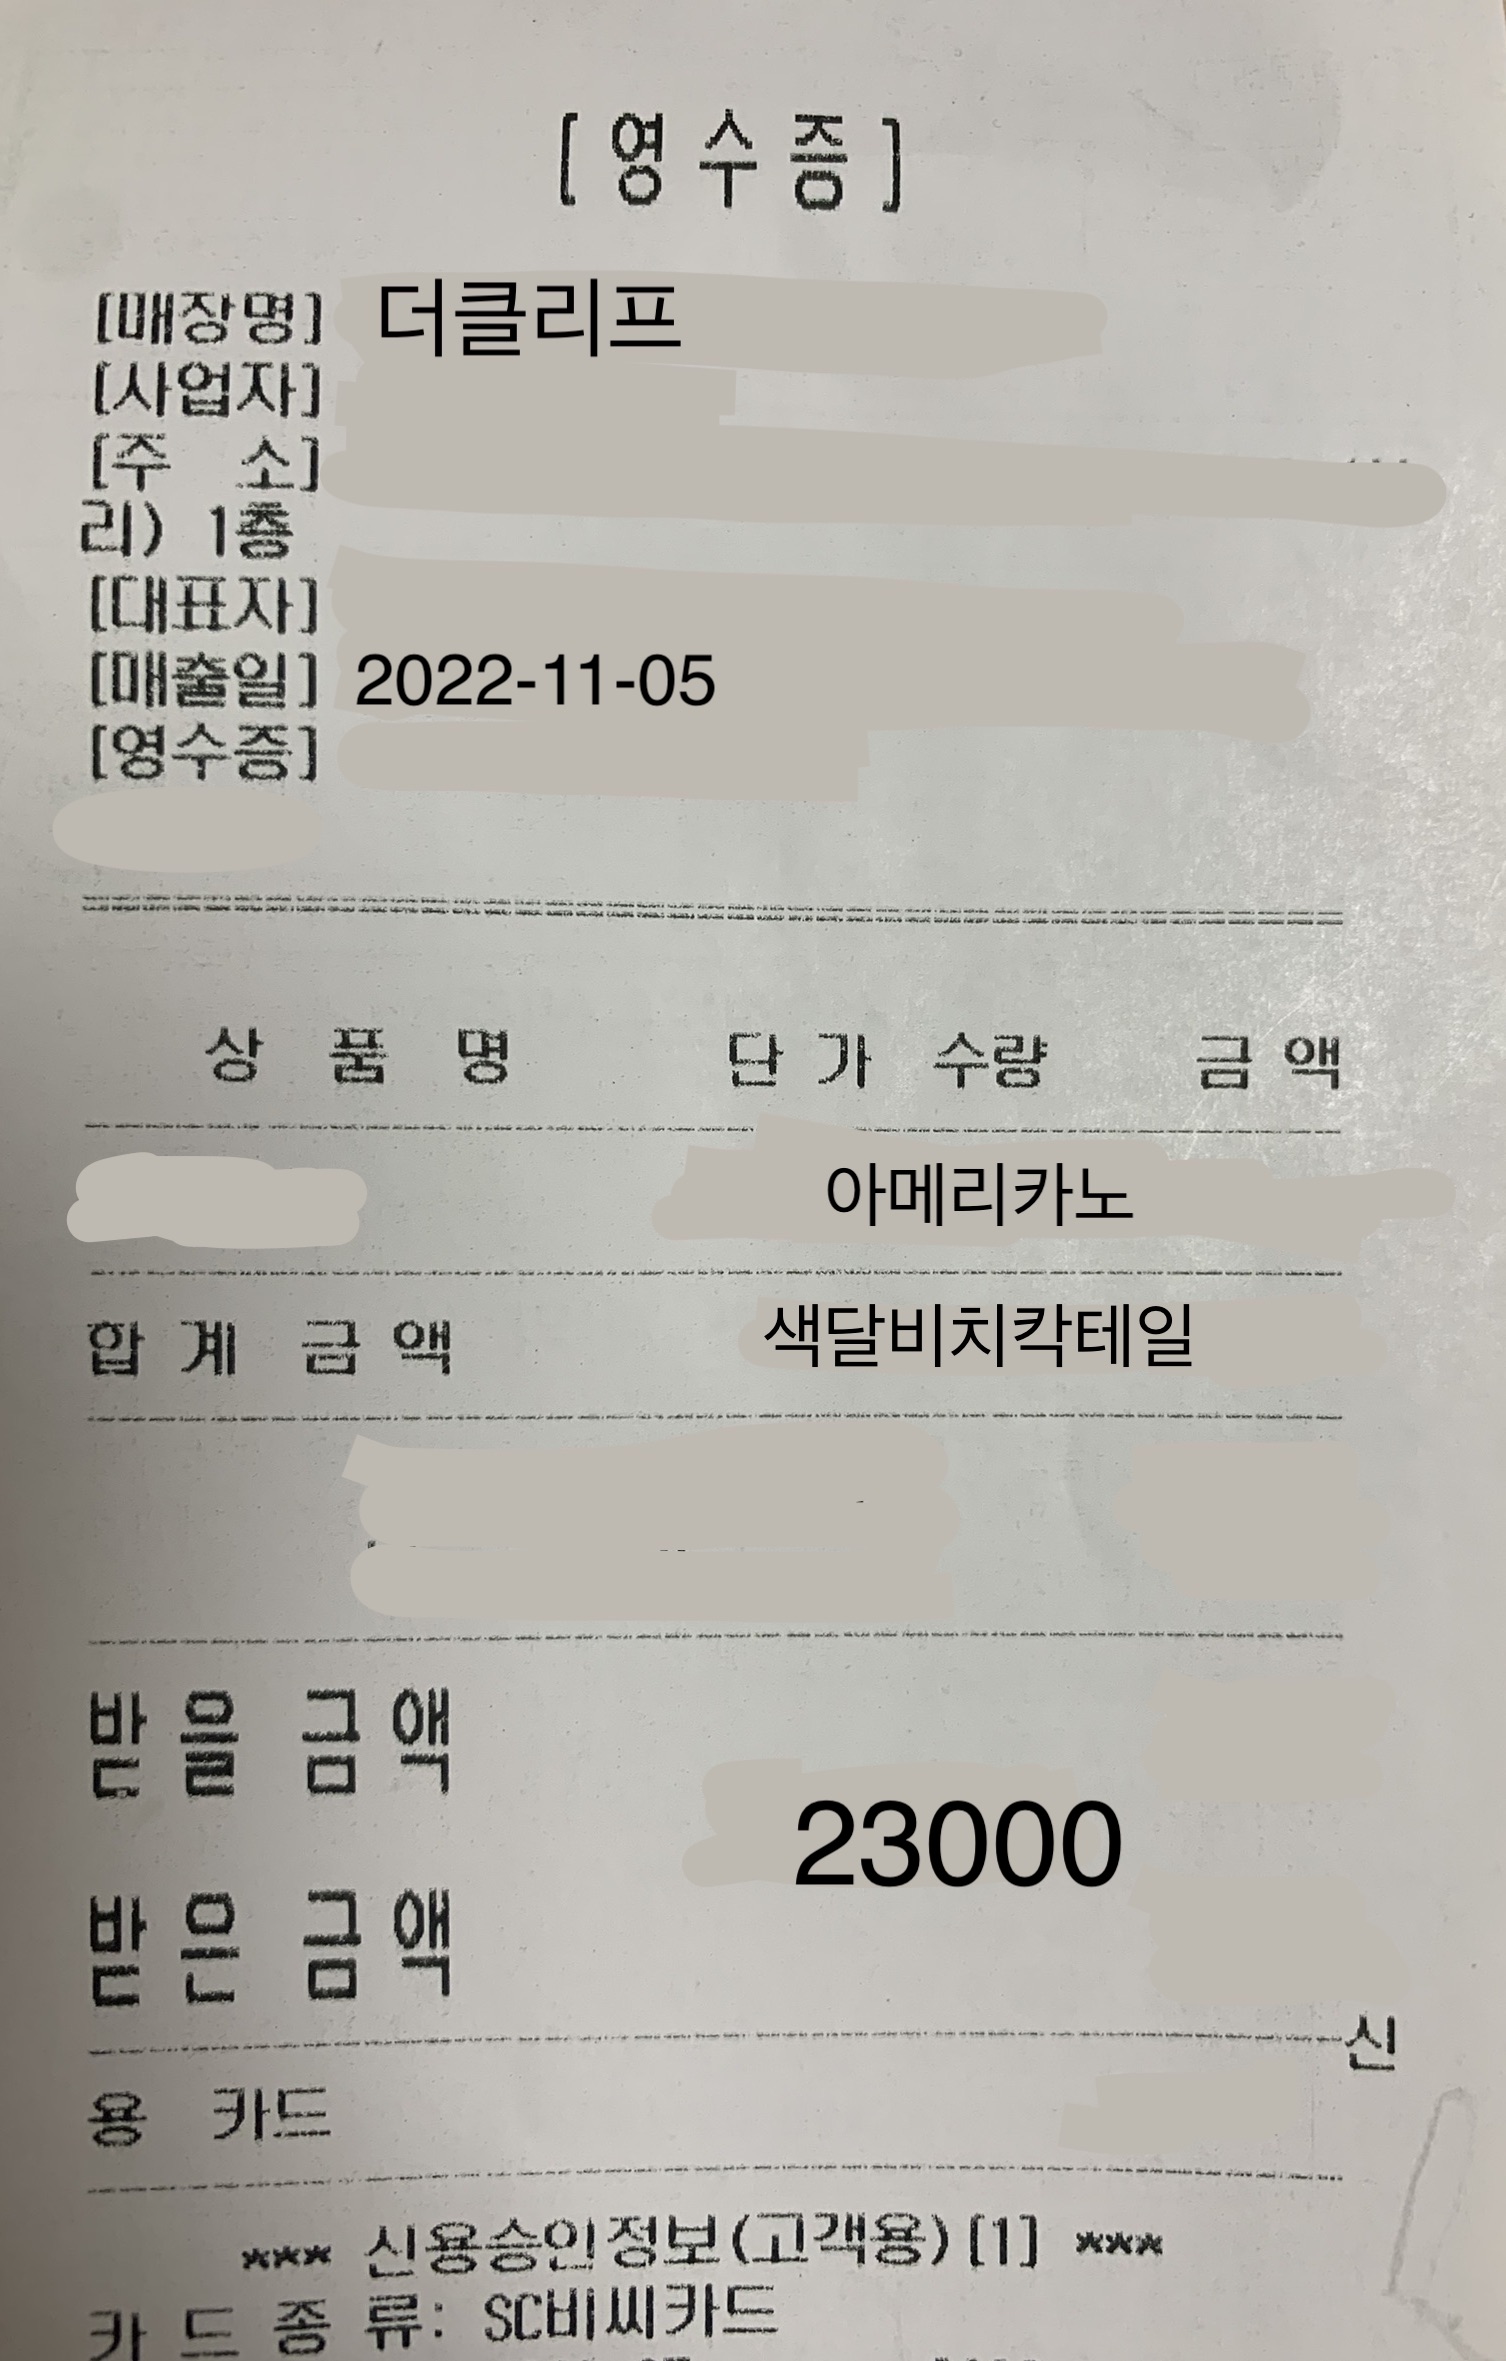 [영수증]
[매장명] 더클리프
[사업자]
[주 소]
리) 1층
[대표자]
[매출일] 2022-11-05
[영수증]
상 품 명 단 가 수량 금 액
아메리카노
합 계 금 액 색달비치칵테일
받 을 금 액
23000
받 은 금 액
신
용 카드
*** 신용승인정보(고객용)[1] ***
카 드 종 류: SC비씨카드